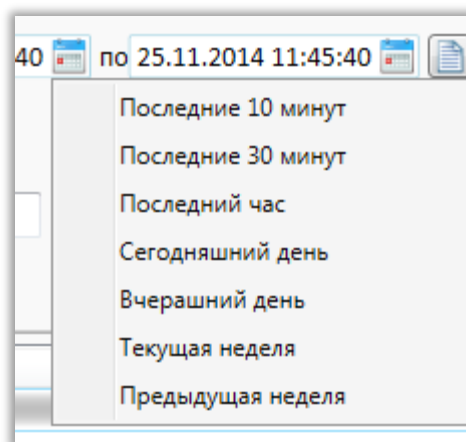 40 по 25.11.2014 11:45:40
Последние 10 минут
Последние 30 минут
Последний час
Сегодняшний день
Вчерашний день
Текущая неделя
Предыдущая неделя